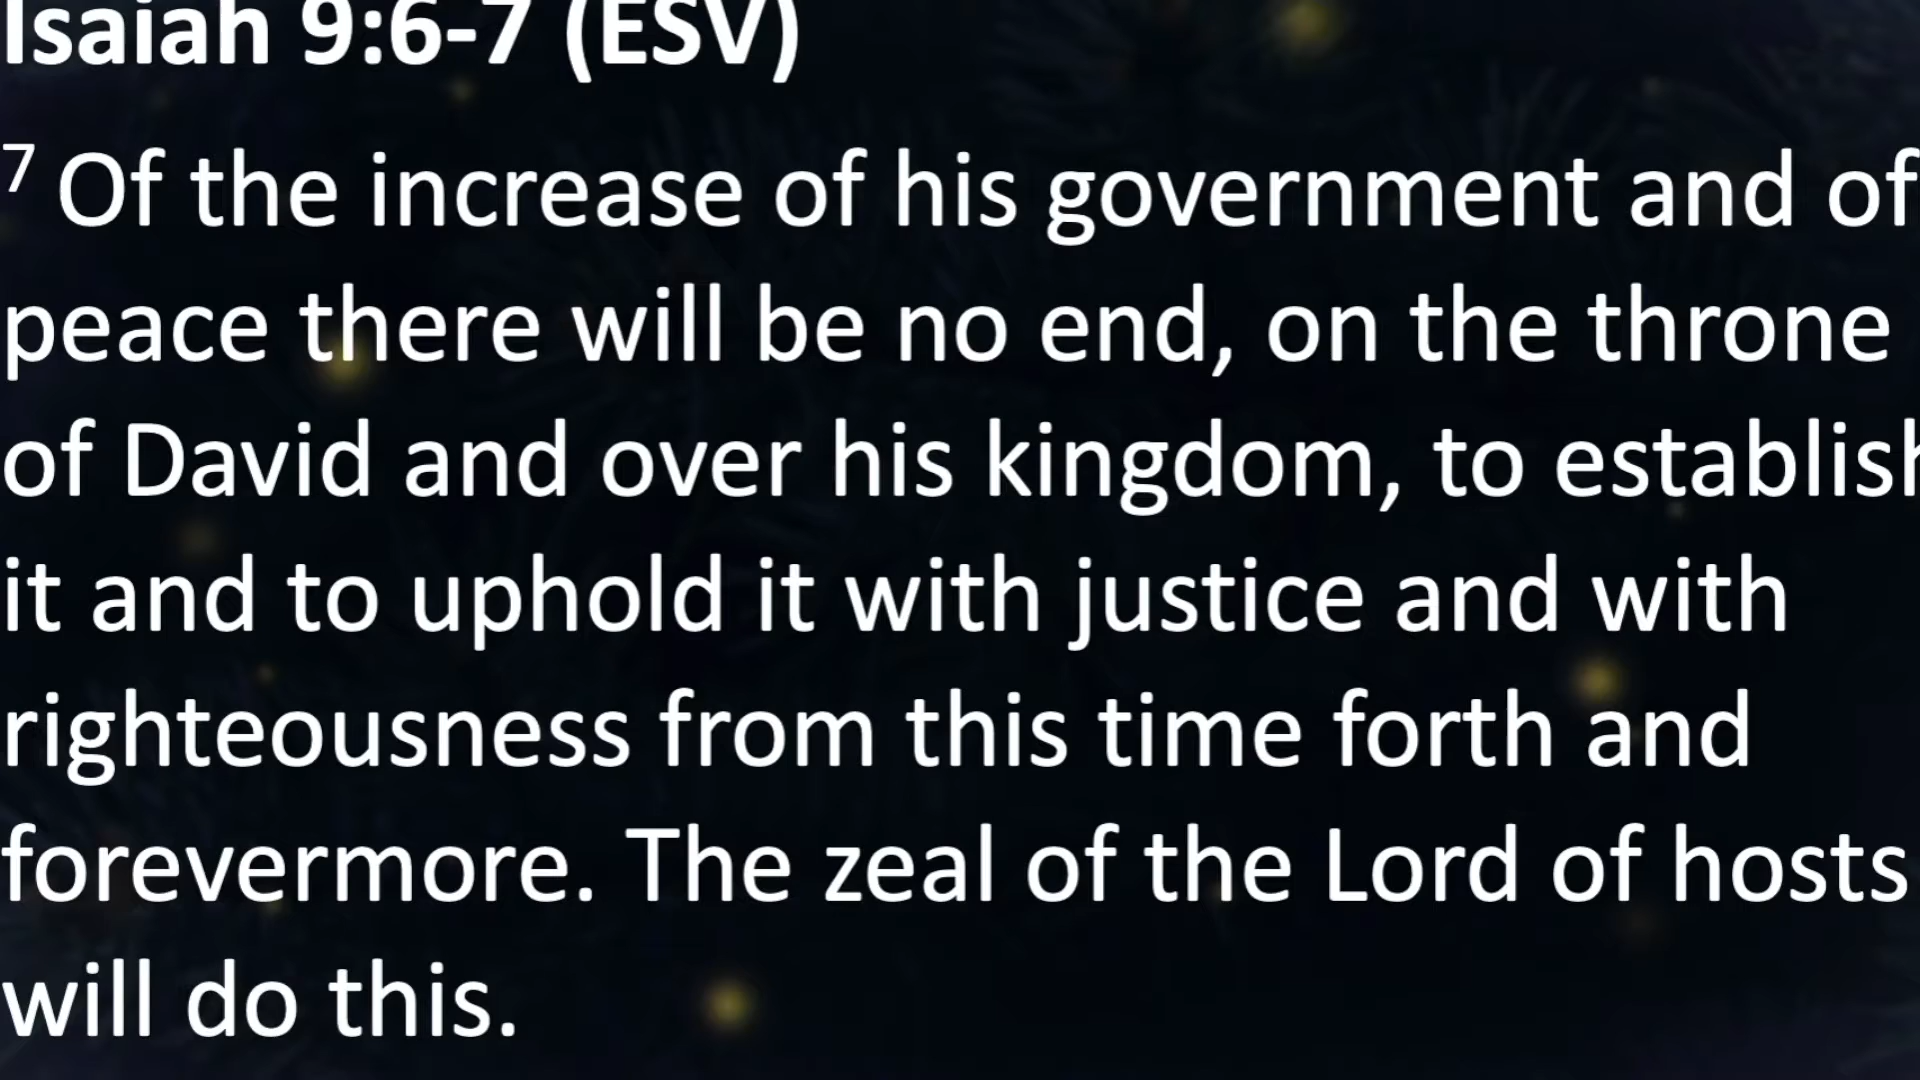 Isaiah 9:6-7 (ESV)
7 Of the increase of his government and of
peace there will be no end, on the throne
of David and over his kingdom, to establish
it and to uphold it with justice and with
righteousness from this time forth and
forevermore. The zeal of the Lord of hosts
will do this.